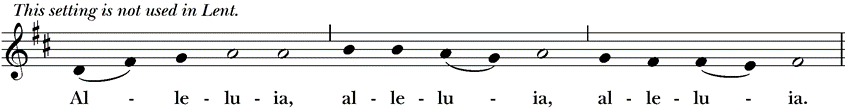 This setting is not used in Lent.
Al - le - lu - ia, al - le - lu - ia, al - le - lu - ia.